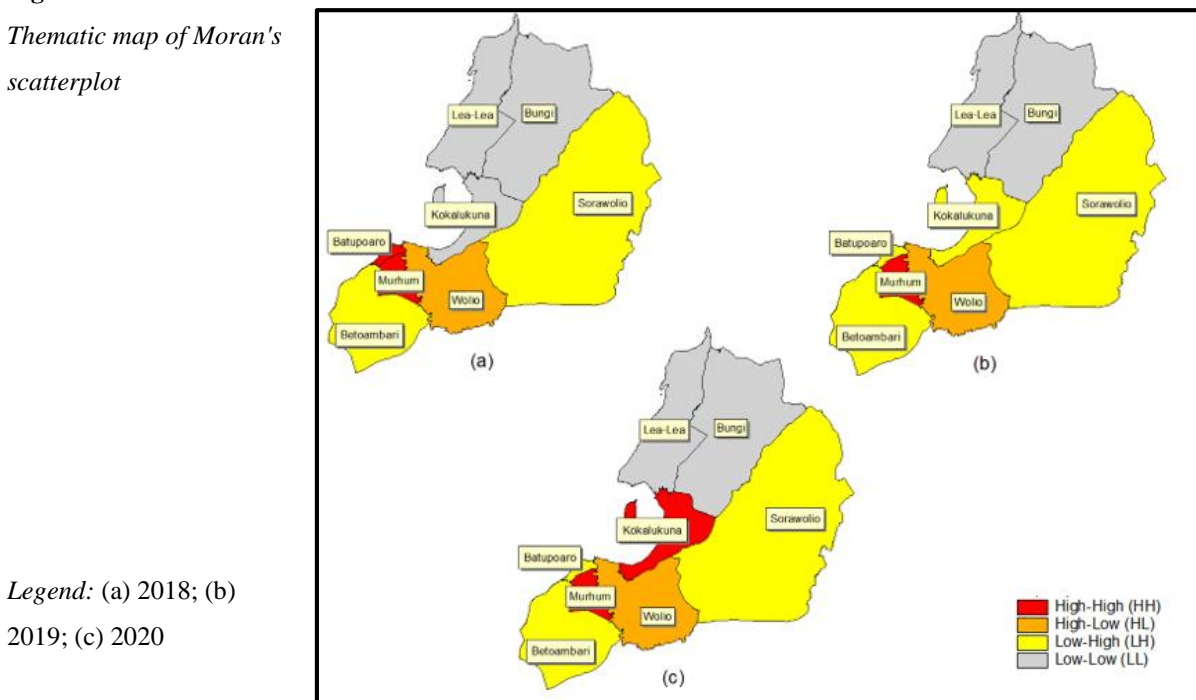 Thematic map of Moran's
scatterplot
Lea-Lea
Bungi
Sorawolio
Kokalukuna
Batupoaro
Murhum
Wolio
Betoambari
(a)
Lea-Lea
Bungi
Sorawolio
Kokalukuna
Batupoaro
Murhum
Wolio
Betoambari
(b)
Lea-Lea
Bungi
Sorawolio
Kokalukuna
Batupoaro
Murhum
Wolio
Betoambari
(c)
High-High (HH)
High-Low (HL)
Low-High (LH)
Low-Low (LL)
Legend: (a) 2018; (b)
2019; (c) 2020